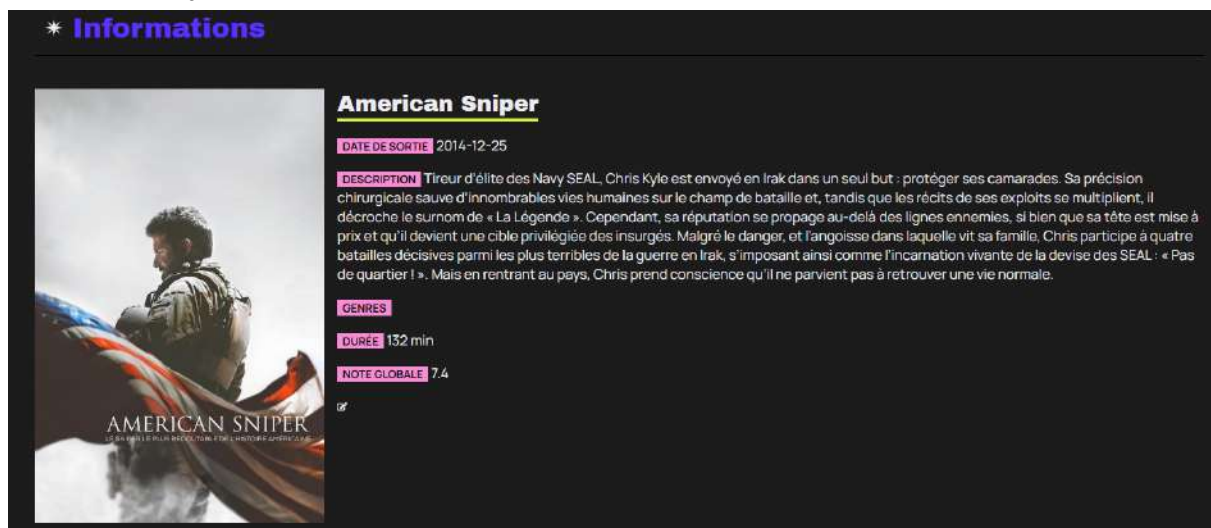 Informations
American Sniper
DATE DE SORTIE 2014-12-25
DESCRIPTION Tireur d'élite des Navy SEAL, Chris Kyle est envoyé en Irak dans un seul but : protéger ses camarades. Sa précision
chirurgicale sauve d'innombrables vies humaines sur le champ de bataille et, tandis que les récits de ses exploits se multiplient, il
décroche le surnom de « La Légende ». Cependant, sa réputation se propage au-delà des lignes ennemies, si bien que sa tête est mise à
prix et qu'il devient une cible privilégiée des insurgés. Malgré le danger, et l'angoisse dans laquelle vit sa famille, Chris participe à quatre
batailles décisives parmi les plus terribles de la guerre en Irak, s'imposant ainsi comme l'incarnation vivante de la devise des SEAL : « Pas
de quartier ! ». Mais en rentrant au pays, Chris prend conscience qu'il ne parvient pas à retrouver une vie normale.
GENRES
DURÉE 132 min
NOTE GLOBALE 7.4
AMERICAN SNIPER
LE PLUS REDOUTABLE DE L'HISTOIRE AMÉRICAINE